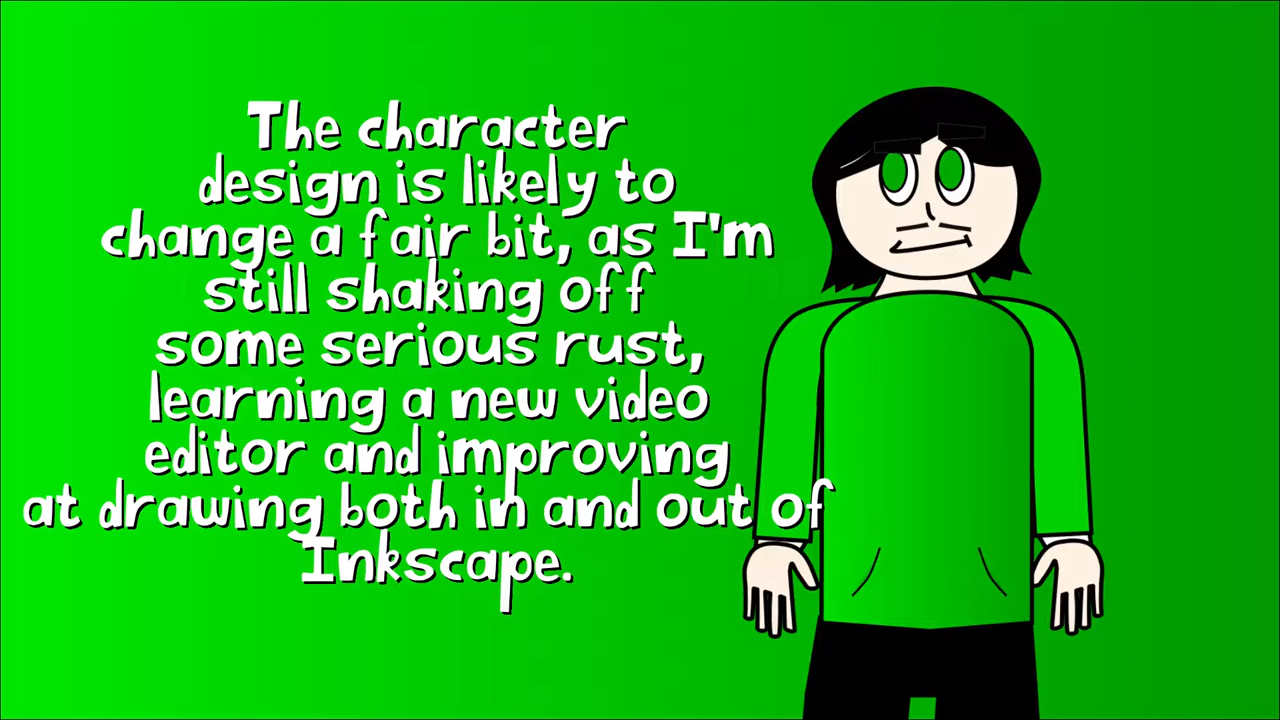 The character
design is likely to
change a fair bit, as I'm
still shaking off
some serious rust,
learning a new video
editor and improving
at drawing both in and out of
Inkscape.